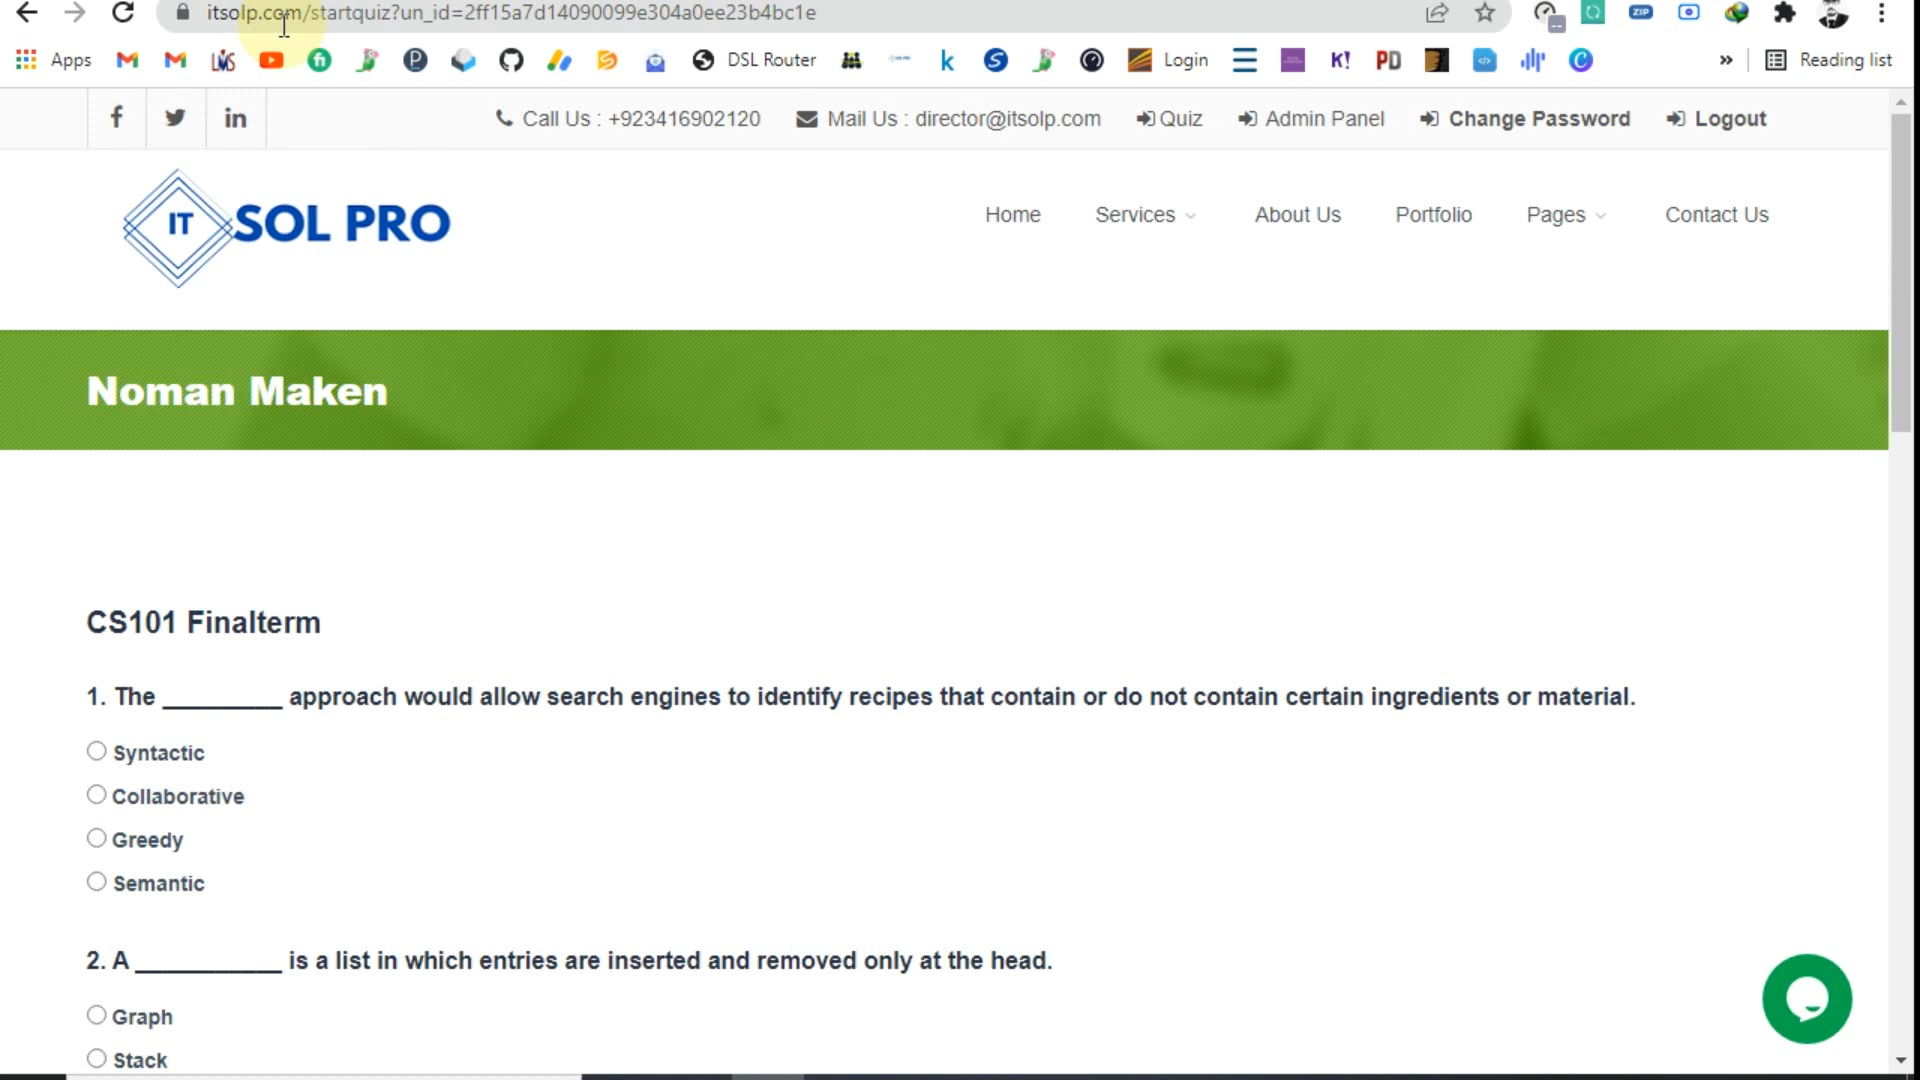 itsolp.com/startquiz?un_id=2ff15a7d14090099e304a0ee23b4bc1e
Apps
DSL Router
Login
Reading list
Call Us : +923416902120
Mail Us : director@itsolp.com
Quiz
Admin Panel
Change Password
Logout
IT SOL PRO
Home
Services
About Us
Portfolio
Pages
Contact Us
Noman Maken
CS101 Finalterm
1. The _________ approach would allow search engines to identify recipes that contain or do not contain certain ingredients or material.
Syntactic
Collaborative
Greedy
Semantic
2. A ___________ is a list in which entries are inserted and removed only at the head.
Graph
Stack